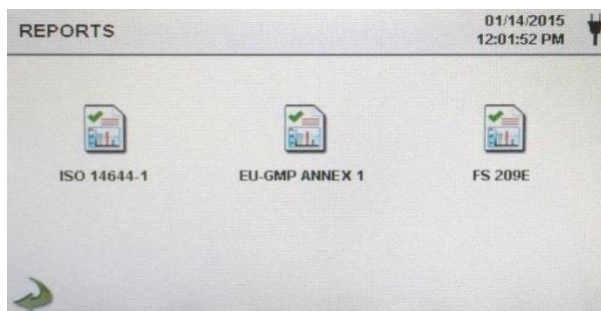 REPORTS
01/14/2015
12:01:52 PM
ISO 14644-1
EU-GMP ANNEX 1
FS 209E